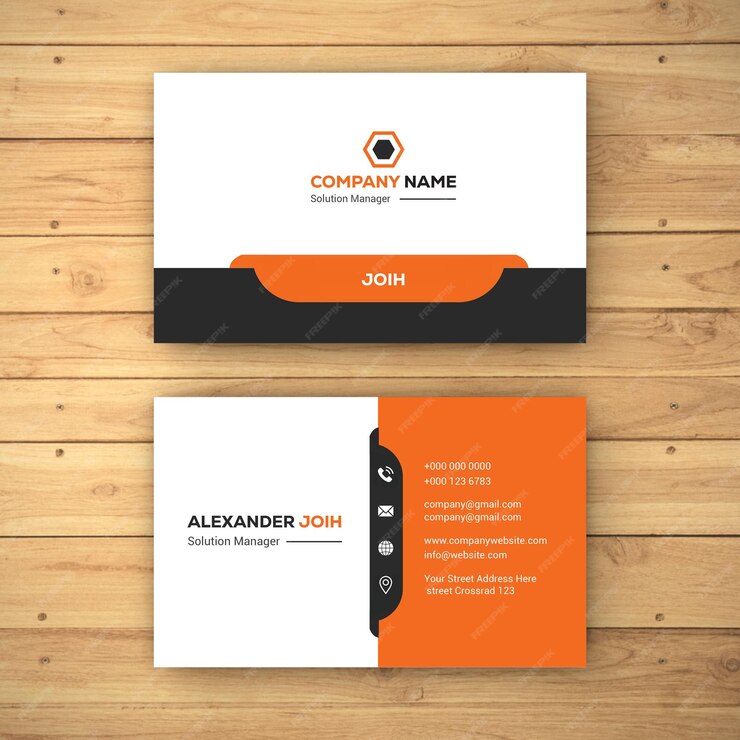 COMPANY NAME
Solution Manager
JOIH
ALEXANDER JOIH
Solution Manager
+000 000 0000
+000 123 6783
company@gmail.com
company@gmail.com
www.companywebsite.com
info@website.com
Your Street Address Here
street Crossrad 123
FREEPIK